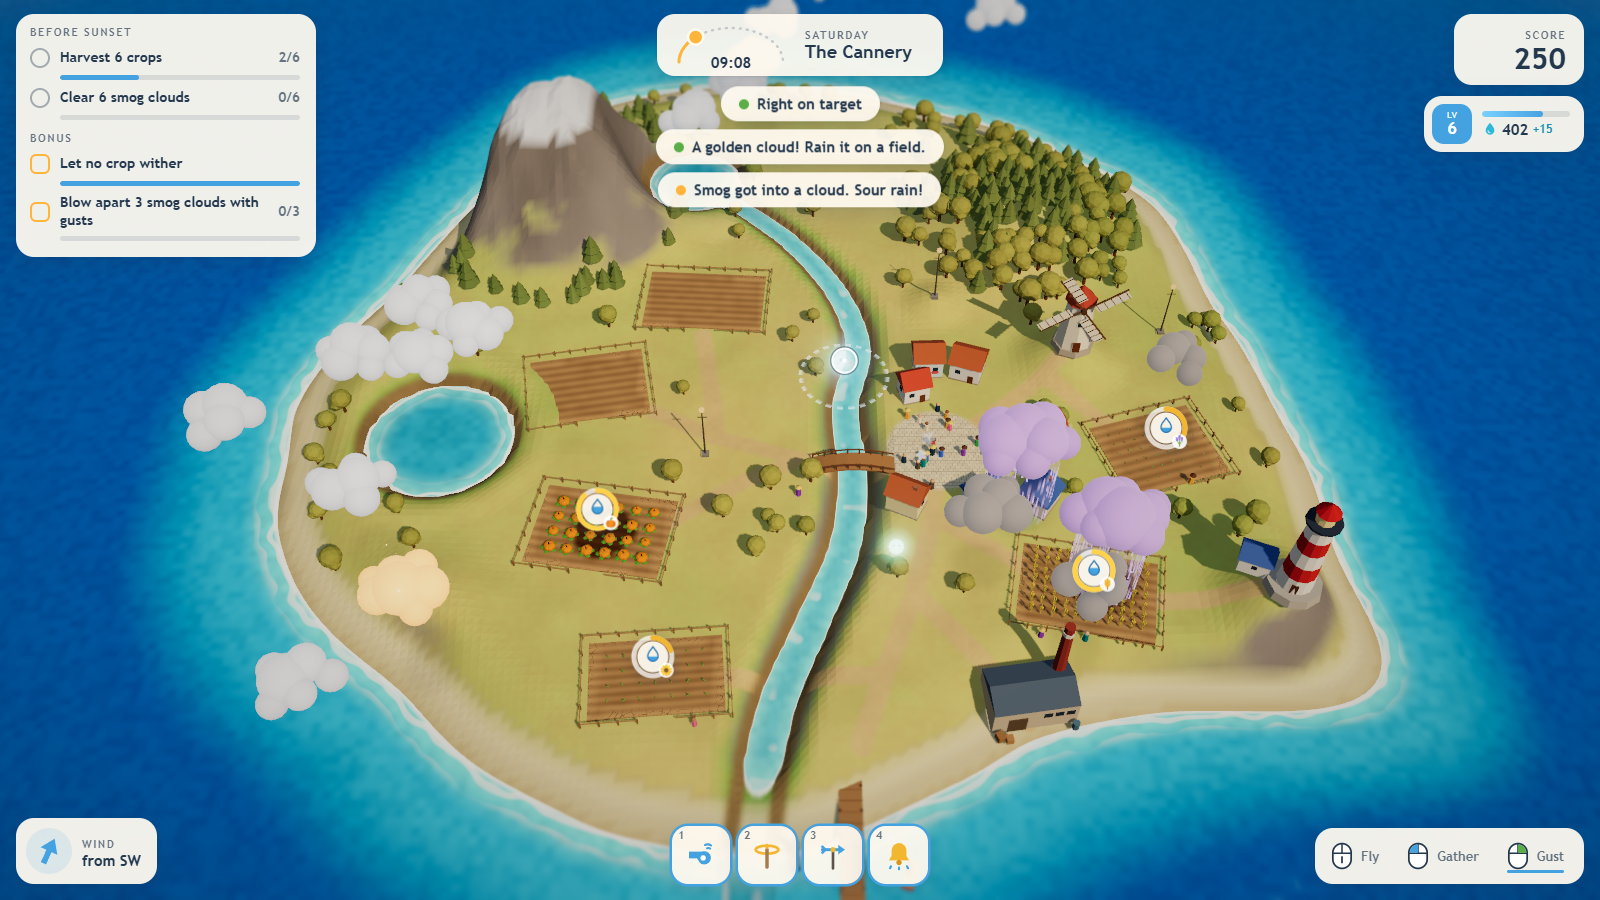 BEFORE SUNSET
Harvest 6 crops 2/6
Clear 6 smog clouds 0/6
BONUS
Let no crop wither
Blow apart 3 smog clouds with
gusts 0/3
09:08
SATURDAY
The Cannery
Right on target
A golden cloud! Rain it on a field.
Smog got into a cloud. Sour rain!
SCORE
250
LV
6
402 +15
WIND
from SW
1
2
3
4
Fly
Gather
Gust